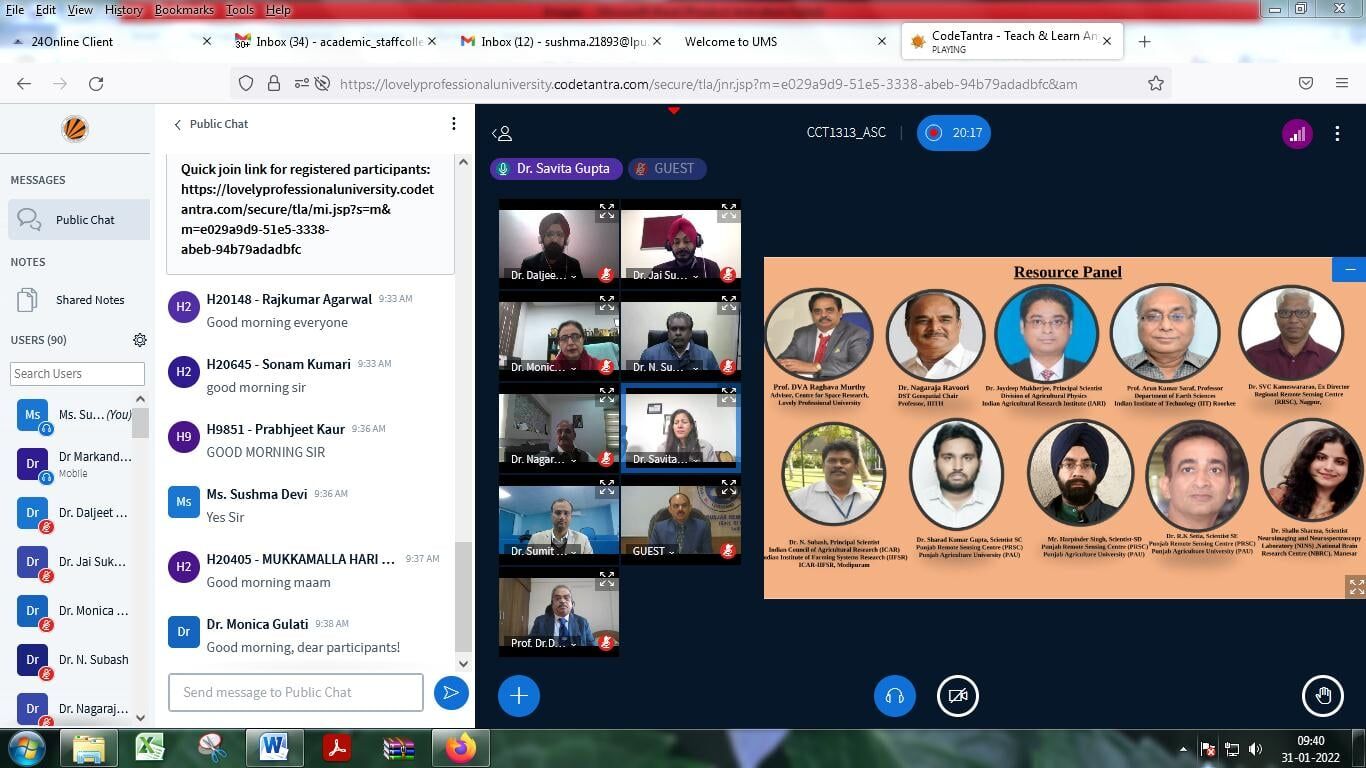 File Edit View History Bookmarks Tools Help
24Online Client
Inbox (34) - academic_staffcolle
Inbox (12) - sushma.21893@lpu
Welcome to UMS
CodeTantra - Teach & Learn An
PLAYING
https://lovelyprofessionaluniversity.codetantra.com/secure/tla/jnr.jsp?m=e029a9d9-51e5-3338-abeb-94b79adadbfc&am
MESSAGES
Public Chat
NOTES
Shared Notes
USERS (90)
Search Users
Ms Ms. Su... (You)
Dr Dr Markand...
Mobile
Dr Dr. Daljeet ...
Dr Dr. Jai Suk...
Dr Dr. Monica ...
Dr Dr. N. Subash
Dr Dr. Nagaraj...
Public Chat
Quick join link for registered participants:
https://lovelyprofessionaluniversity.codet
antra.com/secure/tla/mi.jsp?s=m&
m=e029a9d9-51e5-3338-
abeb-94b79adadbfc
H2 H20148 - Rajkumar Agarwal 9:33 AM
Good morning everyone
H2 H20645 - Sonam Kumari 9:33 AM
good morning sir
H9 H9851 - Prabhjeet Kaur 9:36 AM
GOOD MORNING SIR
Ms Ms. Sushma Devi 9:36 AM
Yes Sir
H2 H20405 - MUKKAMALLA HARI ... 9:37 AM
Good morning maam
Dr Dr. Monica Gulati 9:38 AM
Good morning, dear participants!
Send message to Public Chat
CCT1313_ASC 20:17
Dr. Savita Gupta GUEST
Dr. Daljee...
Dr. Jai Su...
Dr. Monic...
Dr. N. Su...
Dr. Nagar...
Dr. Savita...
Dr. Sumit ...
GUEST
Prof. Dr.D...
Resource Panel
Prof. DVA Raghava Murthy
Advisor, Centre for Space Research,
Lovely Professional University
Dr. Nagaraja Ravoori
DST Geospatial Chair
Professor, IIITH
Dr. Joydeep Mukherjee, Principal Scientist
Division of Agricultural Physics
Indian Agricultural Research Institute (IARI)
Prof. Arun Kumar Saraf, Professor
Department of Earth Sciences
Indian Institute of Technology (IIT) Roorkee
Dr. SVC Kameswararao, Ex Director
Regional Remote Sensing Centre
(RRSC), Nagpur,
Dr. N. Subash, Principal Scientist
Indian Council of Agricultural Research (ICAR)
Indian Institute of Farming Systems Research (IIFSR)
ICAR-IIFSR, Modipuram
Dr. Sharad Kumar Gupta, Scientist SC
Punjab Remote Sensing Centre (PRSC)
Punjab Agriculture University (PAU)
Mr. Harpinder Singh, Scientist-SD
Punjab Remote Sensing Centre (PRSC)
Punjab Agriculture University (PAU)
Dr. R.K Setia, Scientist SE
Punjab Remote Sensing Centre (PRSC)
Punjab Agriculture University (PAU)
Dr. Shallu Sharma, Scientist
Neuroimaging and Neurospectroscopy
Laboratory (NINS) ,National Brain
Research Centre (NBRC), Manesar
09:40
31-01-2022